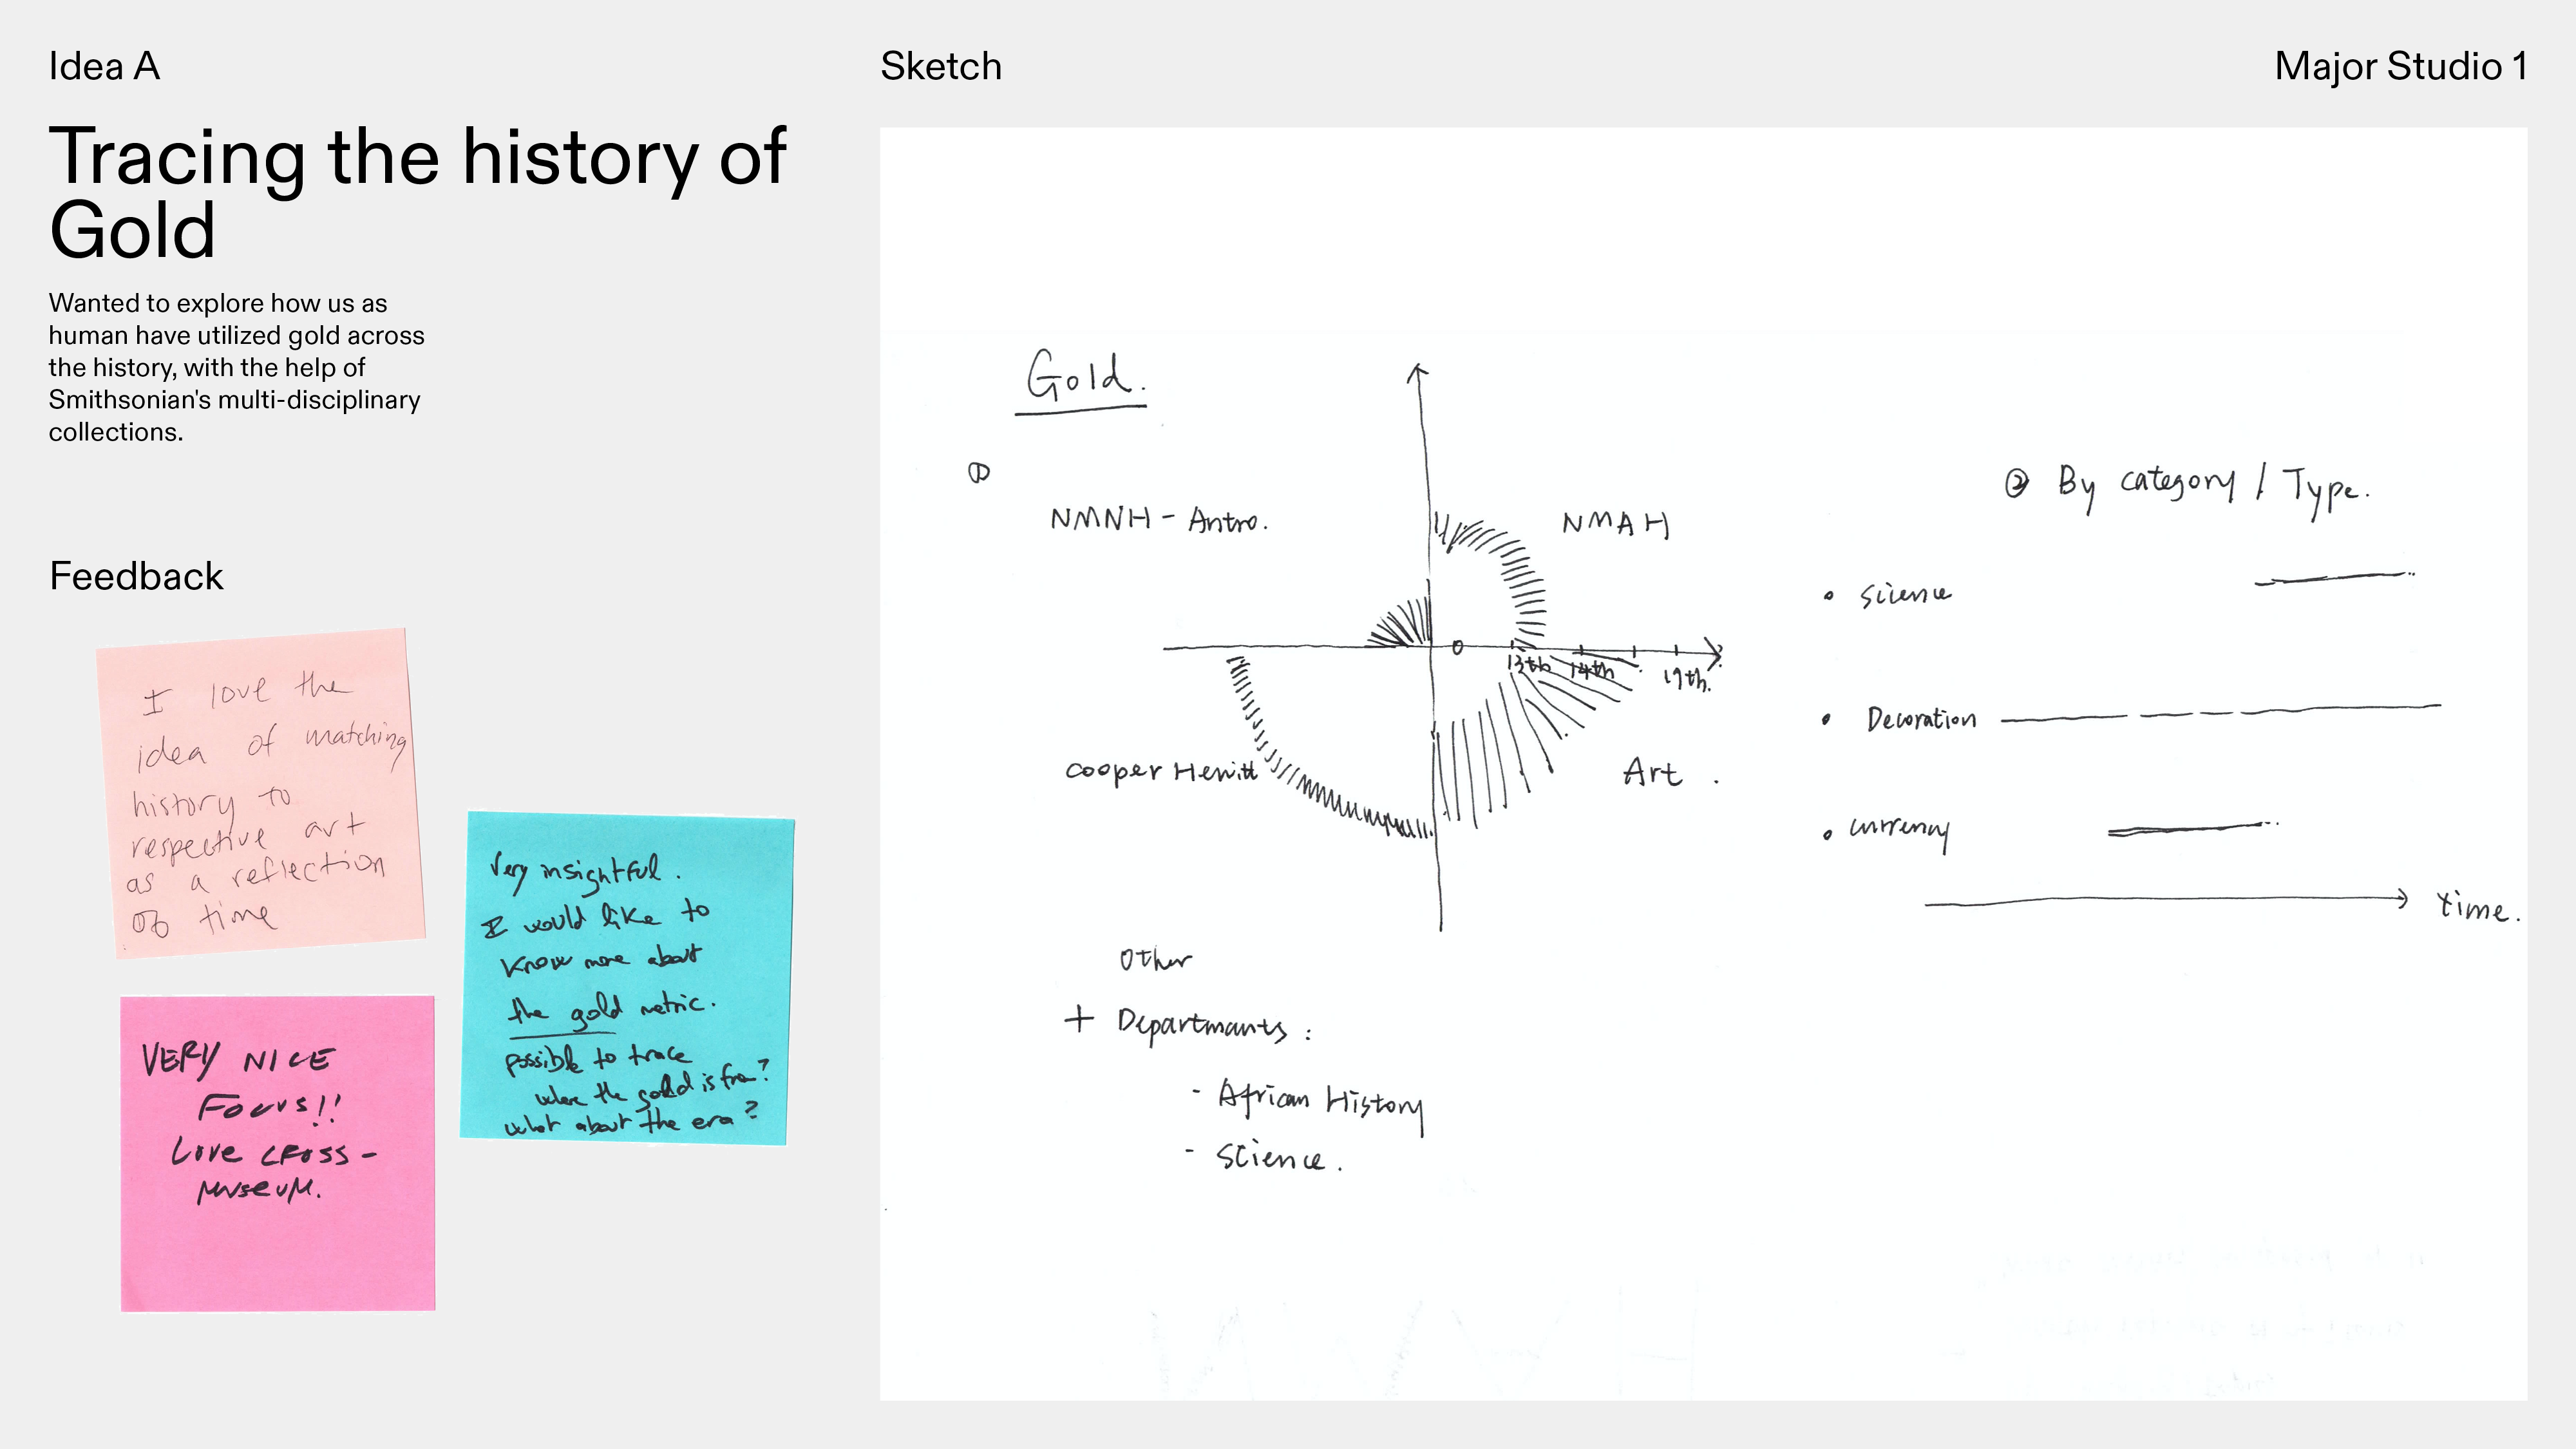 Idea A
Sketch
Major Studio 1
Tracing the history of
Gold
Wanted to explore how us as
human have utilized gold across
the history, with the help of
Smithsonian's multi-disciplinary
collections.
Feedback
I love the
idea of matching
history to
respective art
as a reflection
of time
Very insightful.
I would like to
know more about
the gold metric.
possible to trace
where the gold is from?
what about the era?
VERY NICE
FOCUS!!
LOVE CROSS-
MUSEUM.
Gold.
①
NMNH - Antro.
NMAH
0
13th
14th
19th.
Cooper Hewitt
Art.
Other
+ Departmants:
- African History
- Science.
② By category / Type.
• Science
• Decoration
• currency
time.